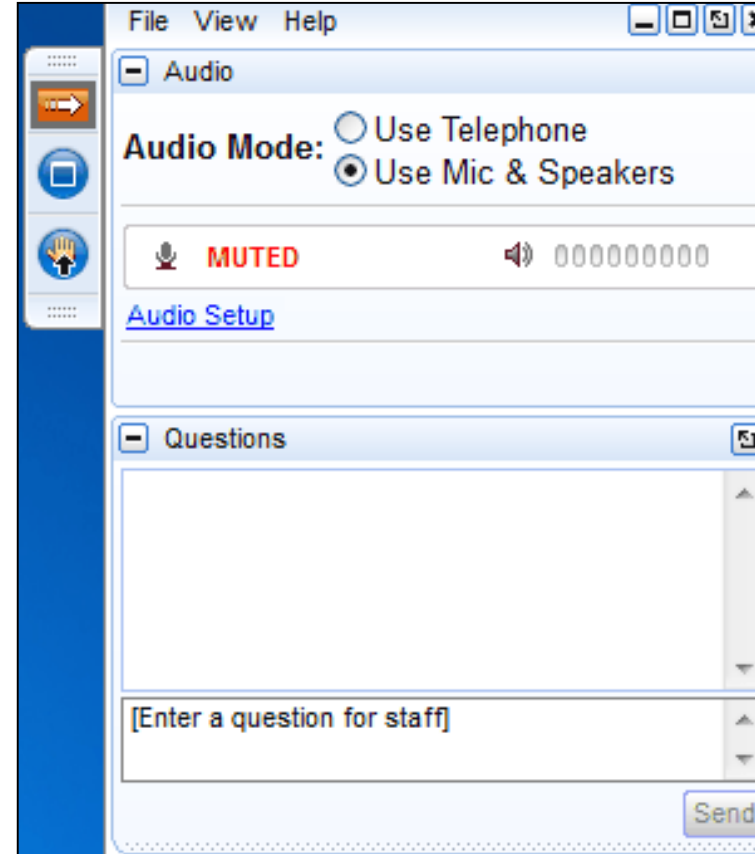 File View Help
Audio
Audio Mode: Use Telephone
Use Mic & Speakers
MUTED 000000000
Audio Setup
Questions
[Enter a question for staff]
Send